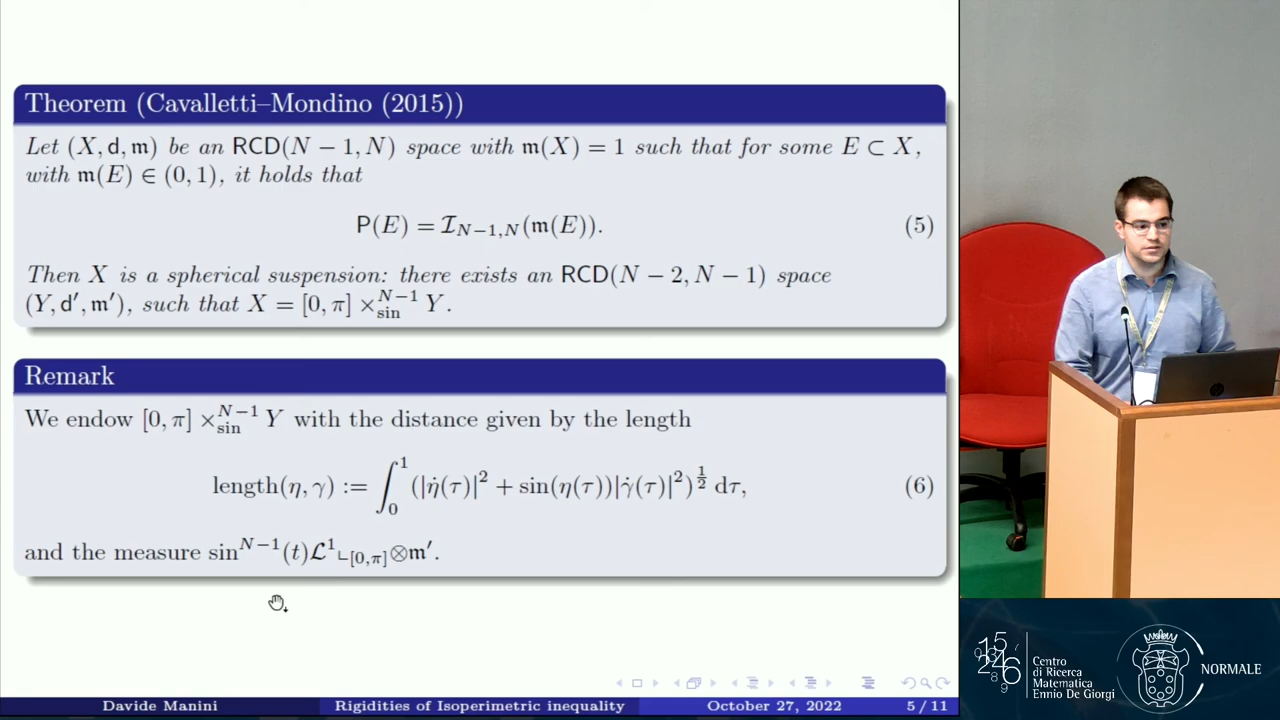 Theorem (Cavalletti–Mondino (2015))
Let (X, d, 𝔪) be an RCD(N − 1, N) space with 𝔪(X) = 1 such that for some E ⊂ X,
with 𝔪(E) ∈ (0, 1), it holds that
P(E) = ℐ_{N−1,N}(𝔪(E)). (5)
Then X is a spherical suspension: there exists an RCD(N − 2, N − 1) space
(Y, d′, 𝔪′), such that X = [0, π] ×_{sin}^{N−1} Y.
Remark
We endow [0, π] ×_{sin}^{N−1} Y with the distance given by the length
length(η, γ) := ∫_0^1 (|η̇(τ)|^2 + sin(η(τ))|γ̇(τ)|^2)^{1/2} dτ, (6)
and the measure sin^{N−1}(t)ℒ^1⌞_{[0,π]}⊗𝔪′.
Davide Manini Rigidities of Isoperimetric inequality October 27, 2022 5 / 11
Centro
di Ricerca
Matematica
Ennio De Giorgi
NORMALE